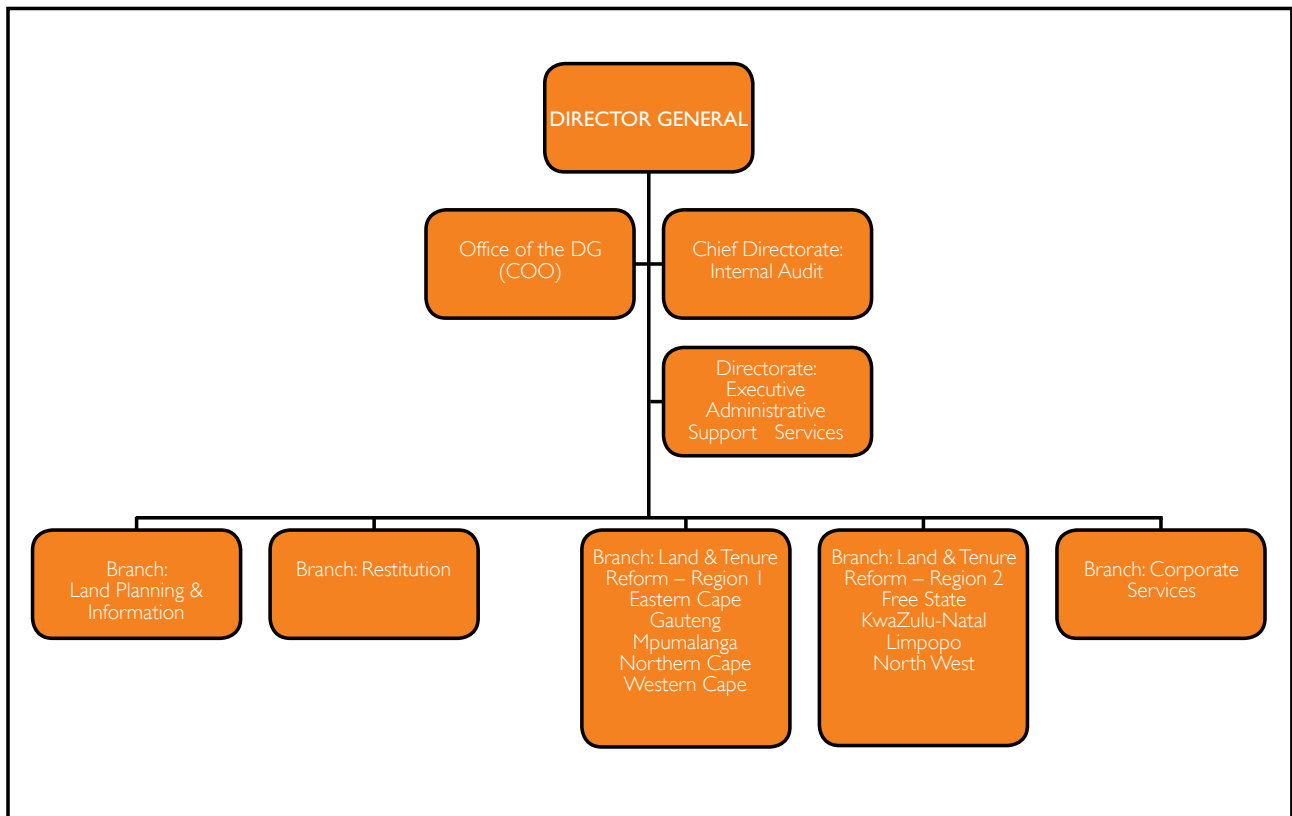 DIRECTOR GENERAL
Office of the DG
(COO)
Chief Directorate:
Internal Audit
Directorate:
Executive
Administrative
Support Services
Branch:
Land Planning &
Information
Branch: Restitution
Branch: Land & Tenure
Reform – Region 1
Eastern Cape
Gauteng
Mpumalanga
Northern Cape
Western Cape
Branch: Land & Tenure
Reform – Region 2
Free State
KwaZulu-Natal
Limpopo
North West
Branch: Corporate
Services